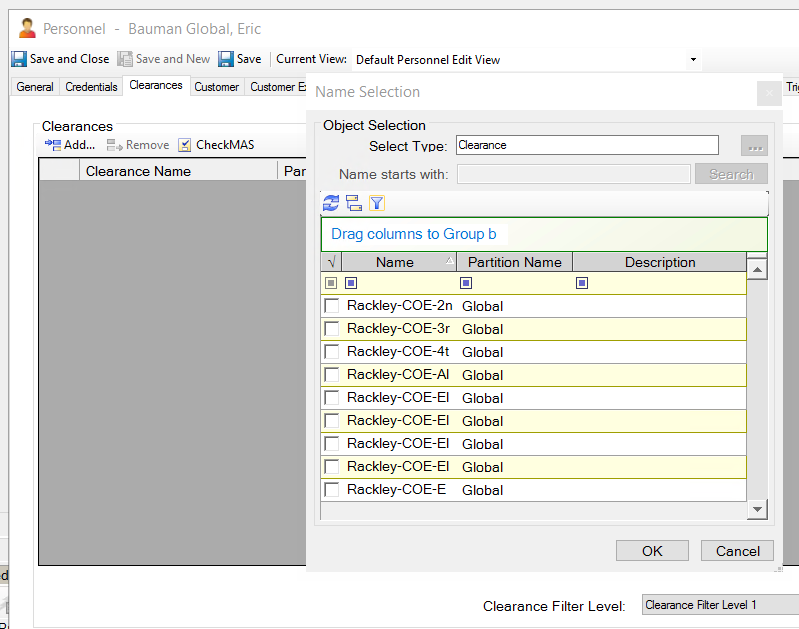 Personnel - Bauman Global, Eric
Save and Close Save and New Save Current View: Default Personnel Edit View
General Credentials Clearances Customer Customer Ex
Name Selection
Clearances
Add... Remove CheckMAS
Clearance Name Par
Object Selection
Select Type: Clearance ...
Name starts with: Search
Drag columns to Group b
√ Name Partition Name Description
Rackley-COE-2n Global
Rackley-COE-3r Global
Rackley-COE-4t Global
Rackley-COE-Al Global
Rackley-COE-El Global
Rackley-COE-El Global
Rackley-COE-El Global
Rackley-COE-El Global
Rackley-COE-E Global
OK Cancel
Clearance Filter Level: Clearance Filter Level 1